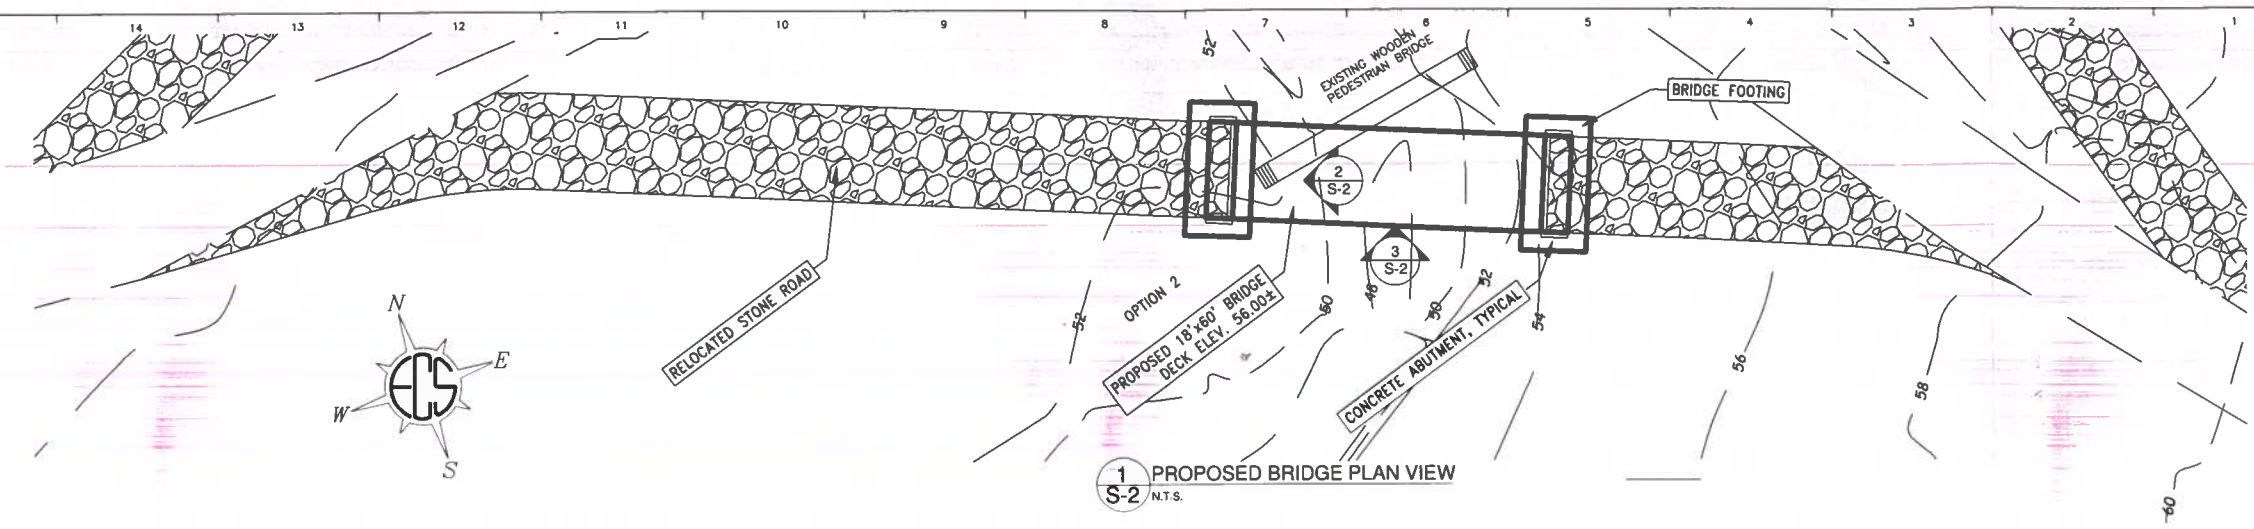 14 13 12 11 10 9 8 7 6 5 4 3 2 1
52
EXISTING WOODEN
PEDESTRIAN BRIDGE
BRIDGE FOOTING
2
S-2
3
S-2
RELOCATED STONE ROAD
52
OPTION 2
PROPOSED 18'x60' BRIDGE
DECK ELEV. 56.00±
50
48
50
52
CONCRETE ABUTMENT, TYPICAL
54
56
58
60
N
E
W
S
ECS
1
S-2
PROPOSED BRIDGE PLAN VIEW
N.T.S.